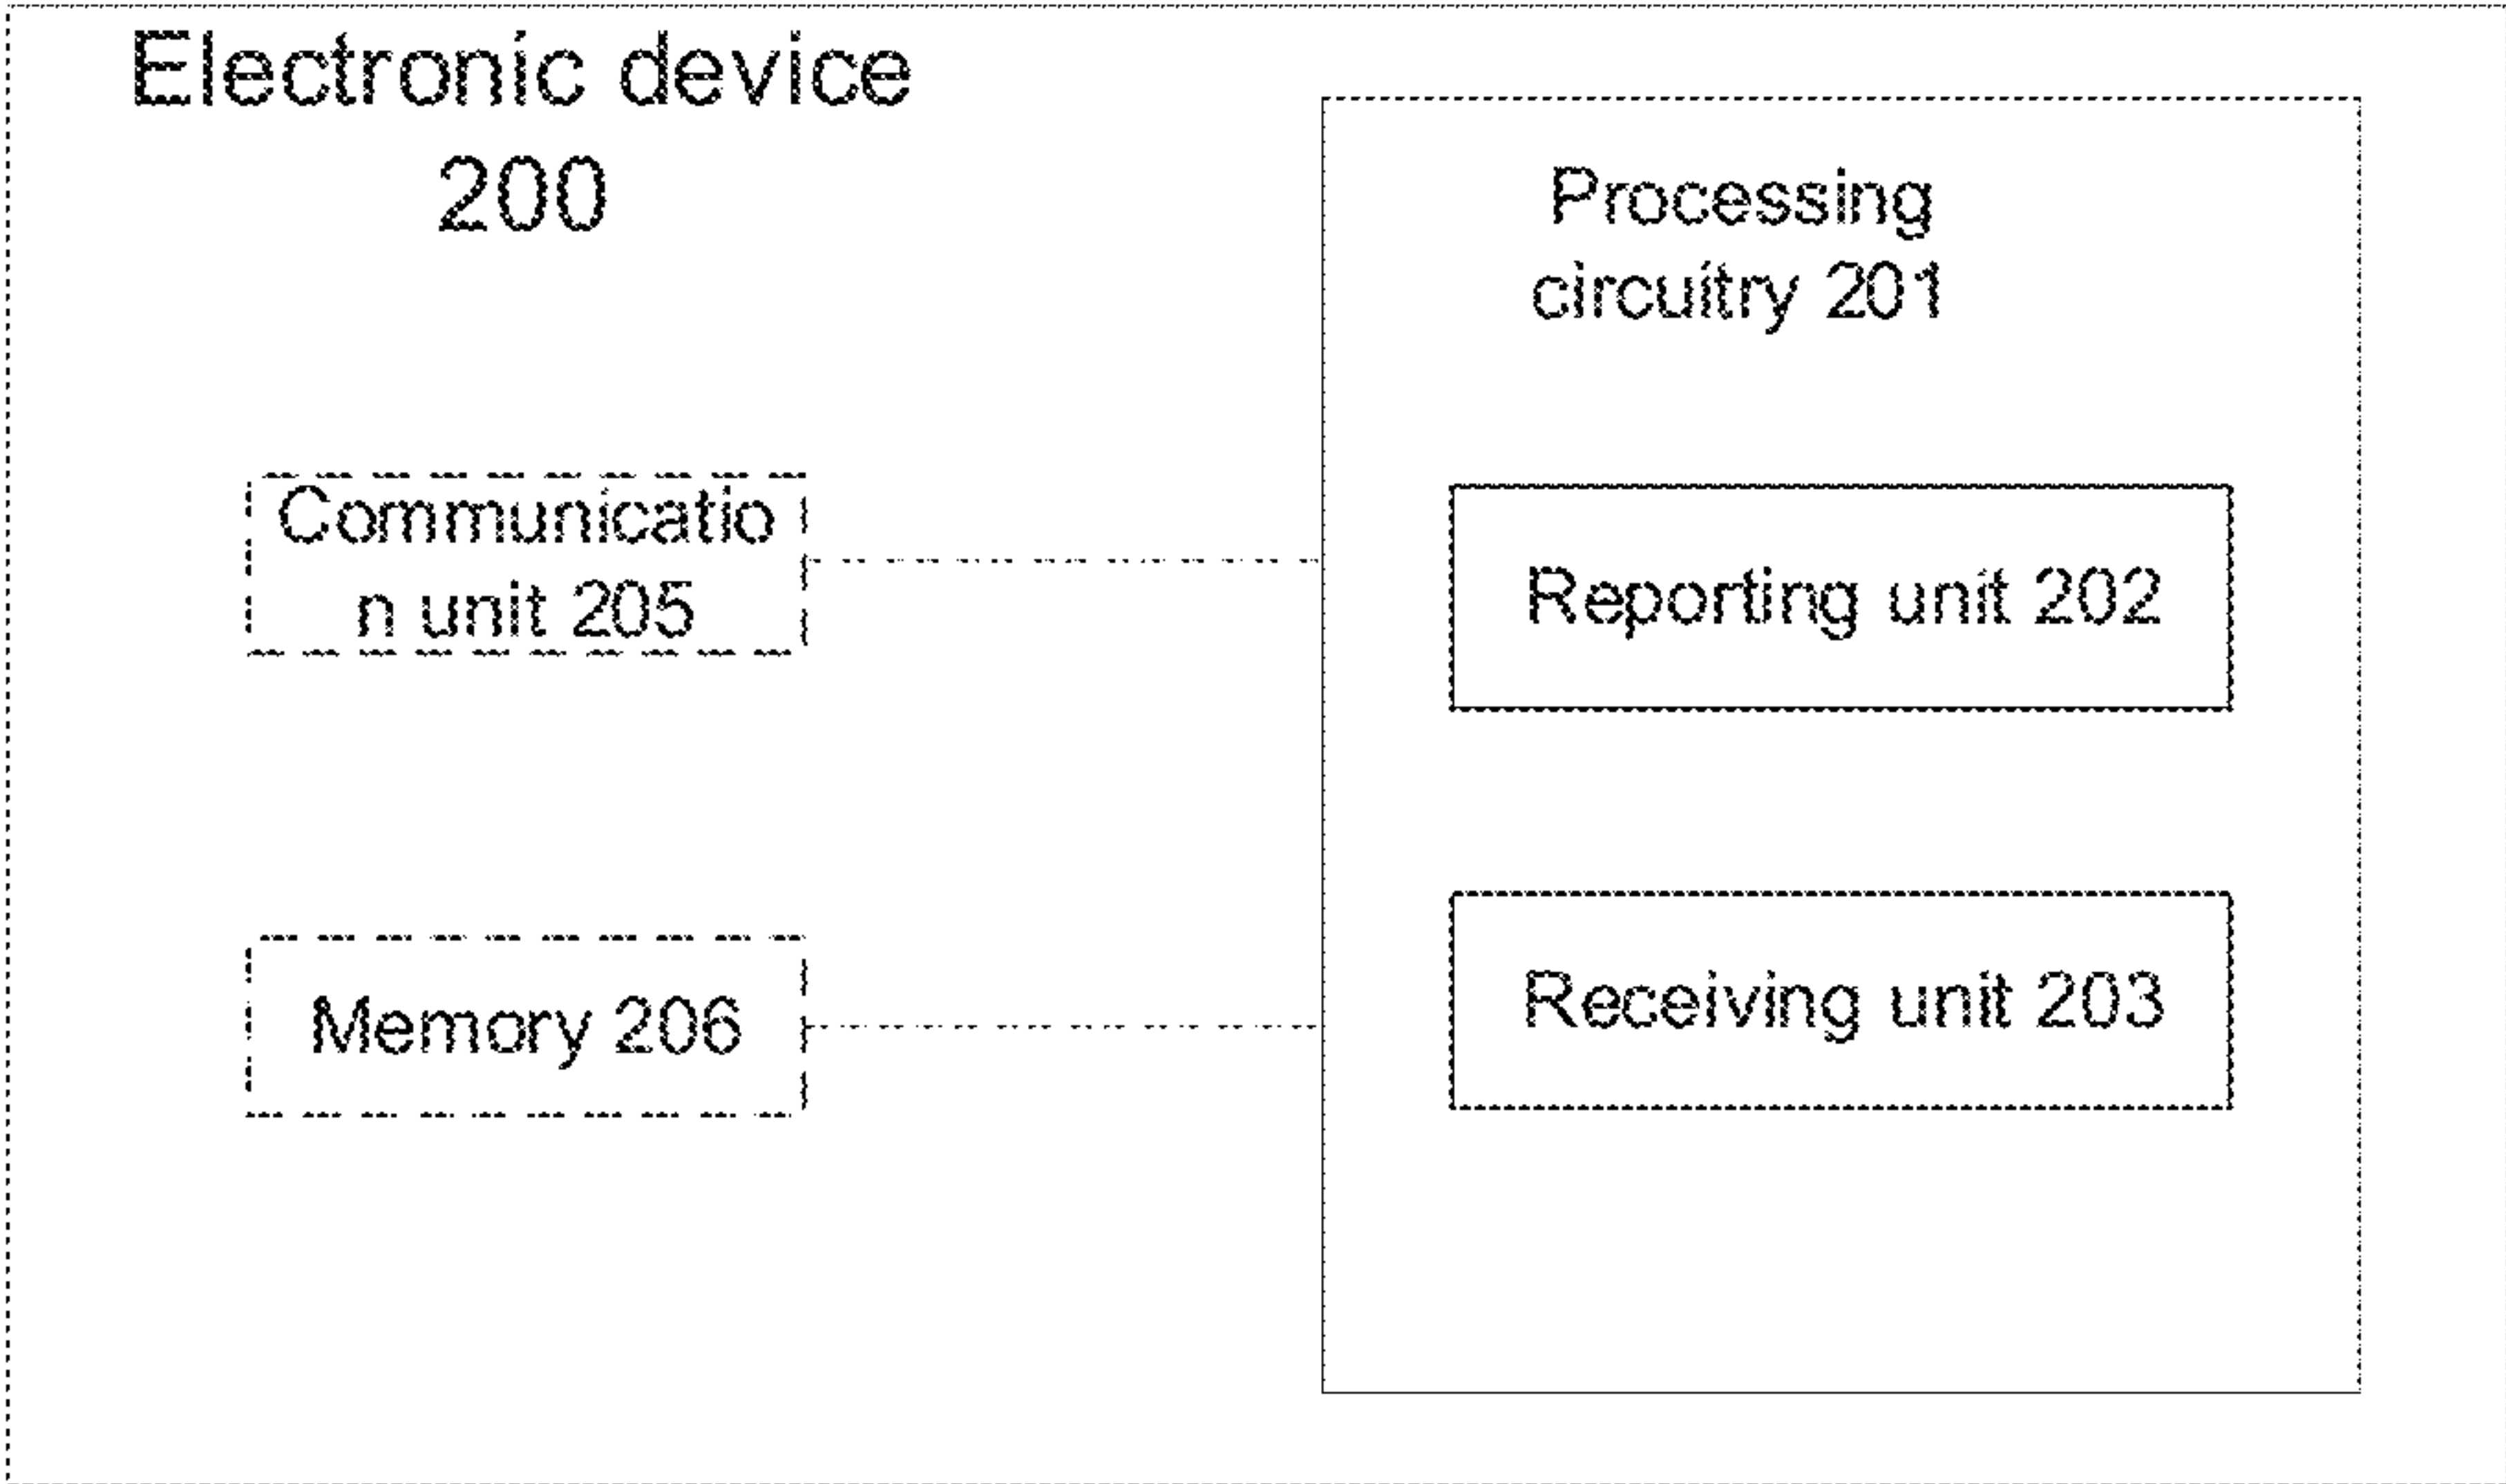 Electronic device
200
Processing
circuitry 201
Communicatio
n unit 205
Reporting unit 202
Memory 206
Receiving unit 203